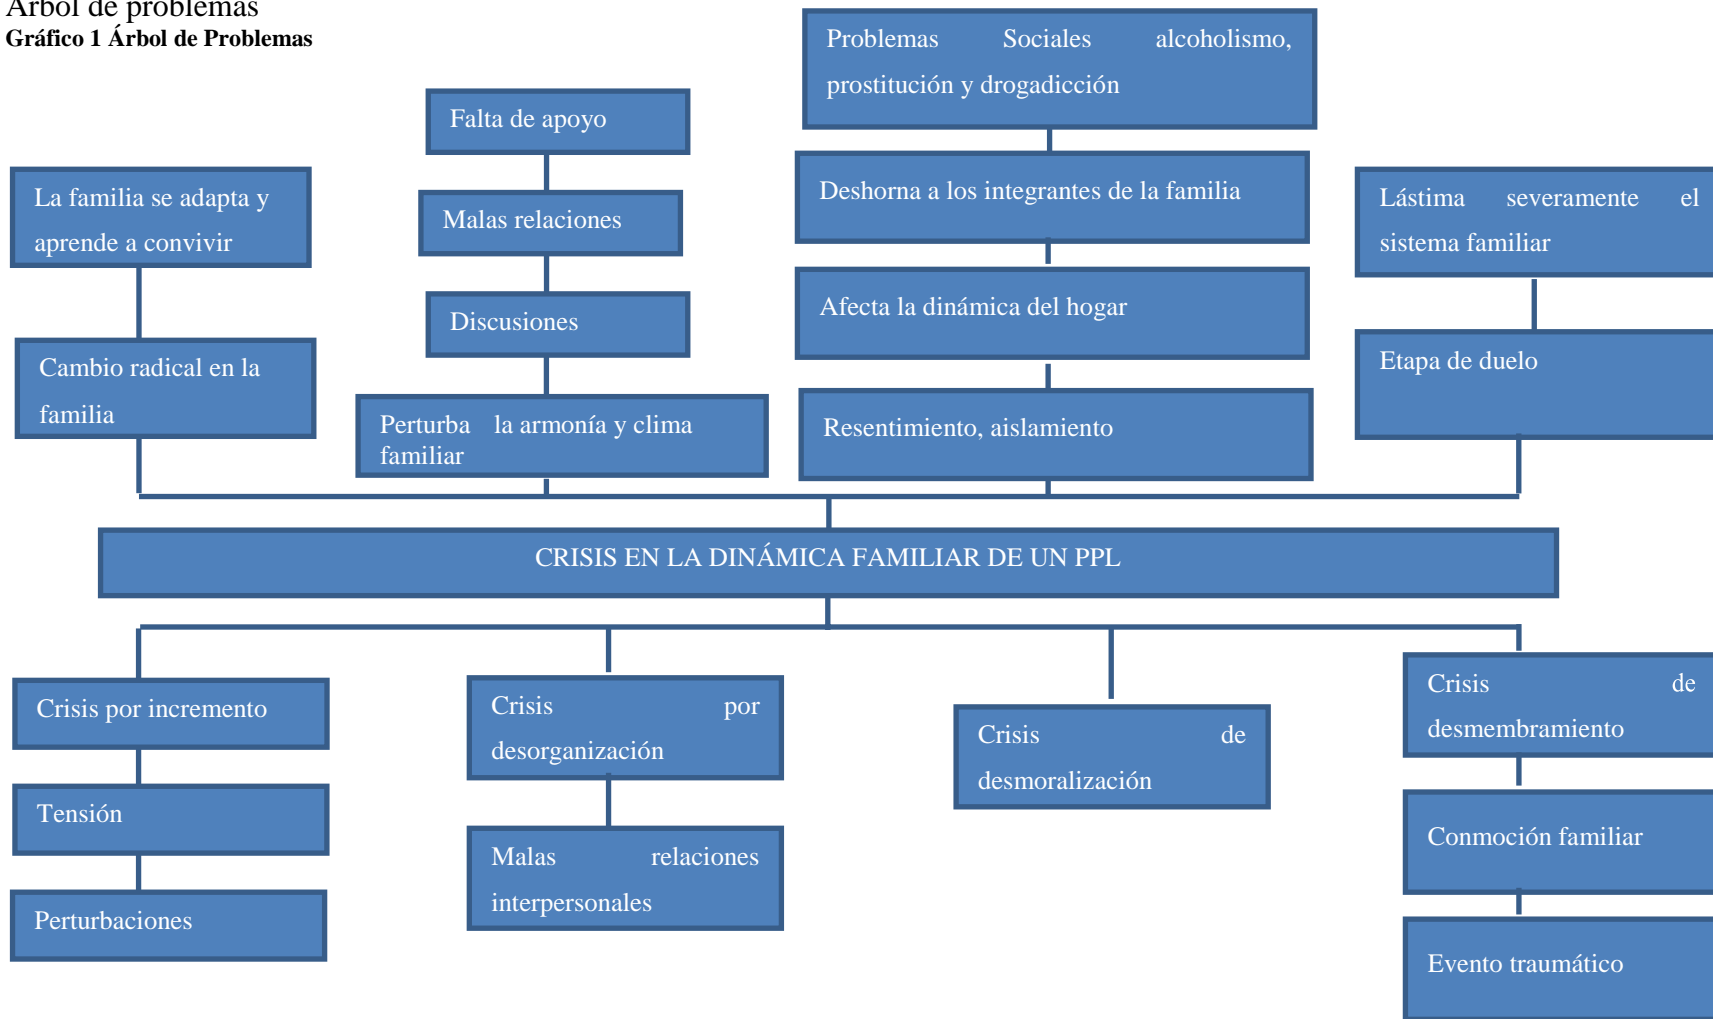 Árbol de problemas
Gráfico 1 Árbol de Problemas
Problemas Sociales alcoholismo,
prostitución y drogadicción
Falta de apoyo
Deshorna a los integrantes de la familia
La familia se adapta y
aprende a convivir
Malas relaciones
Lástima severamente el
sistema familiar
Discusiones
Afecta la dinámica del hogar
Cambio radical en la
familia
Etapa de duelo
Perturba la armonía y clima
familiar
Resentimiento, aislamiento
CRISIS EN LA DINÁMICA FAMILIAR DE UN PPL
Crisis por incremento
Crisis por
desorganización
Crisis de
desmoralización
Crisis de
desmembramiento
Tensión
Malas relaciones
interpersonales
Conmoción familiar
Perturbaciones
Evento traumático